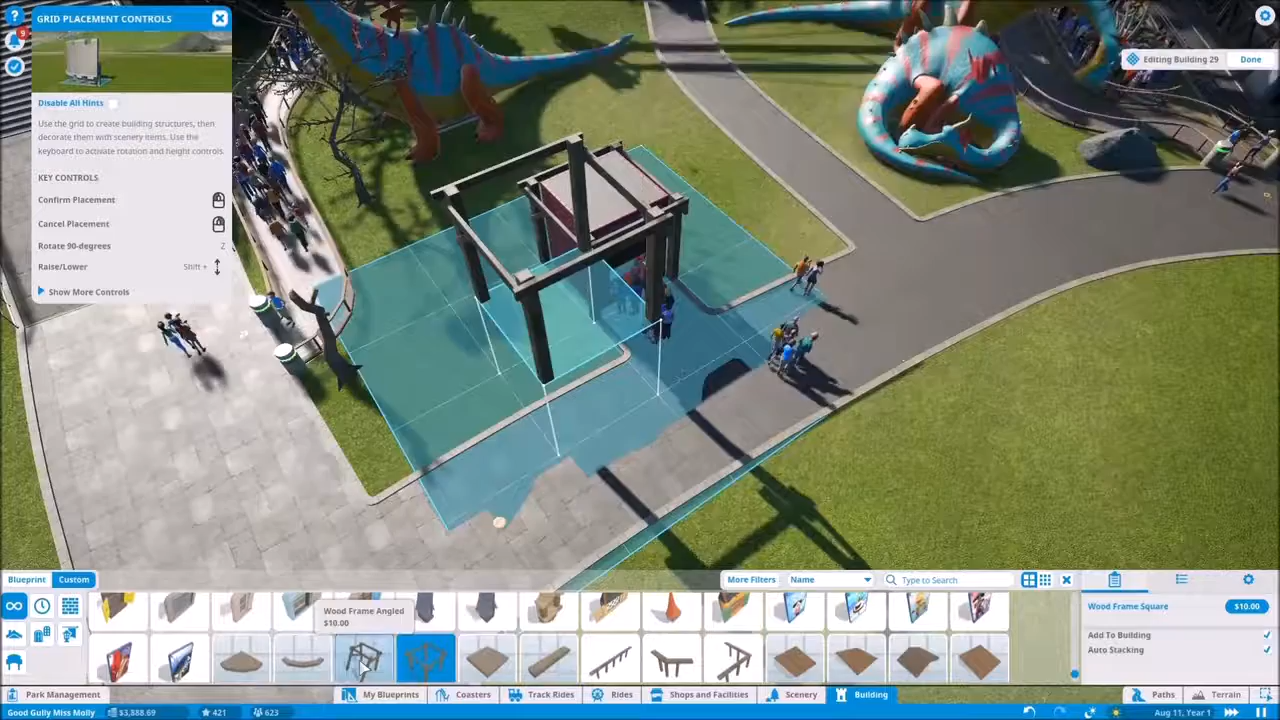 GRID PLACEMENT CONTROLS
?
9
Disable All Hints
Use the grid to create building structures, then
decorate them with scenery items. Use the
keyboard to activate rotation and height controls.
KEY CONTROLS
Confirm Placement
Cancel Placement
Rotate 90-degrees Z
Raise/Lower Shift +
Show More Controls
Editing Building 29 Done
Blueprint Custom
More Filters Name Type to Search
Wood Frame Angled
$10.00
Wood Frame Square $10.00
Add To Building
Auto Stacking
Park Management My Blueprints Coasters Track Rides Rides Shops and Facilities Scenery Building Paths Terrain
Good Gully Miss Molly $3,888.69 421 623 Aug 11, Year 1